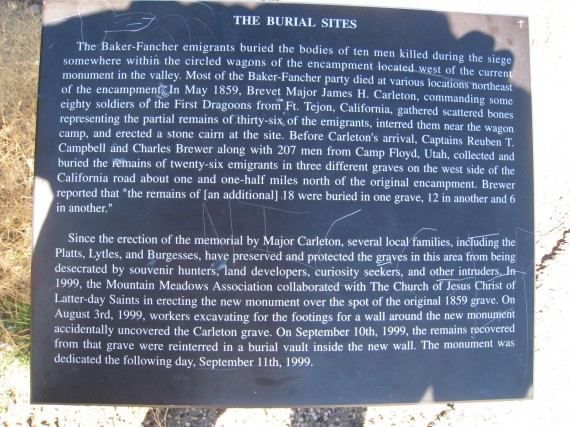 THE BURIAL SITES
The Baker-Fancher emigrants buried the bodies of ten men killed during the siege
somewhere within the circled wagons of the encampment located west of the current
monument in the valley. Most of the Baker-Fancher party died at various locations northeast
of the encampment. In May 1859, Brevet Major James H. Carleton, commanding some
eighty soldiers of the First Dragoons from Ft. Tejon, California, gathered scattered bones
representing the partial remains of thirty-six of the emigrants, interred them near the wagon
camp, and erected a stone cairn at the site. Before Carleton's arrival, Captains Reuben T.
Campbell and Charles Brewer along with 207 men from Camp Floyd, Utah, collected and
buried the remains of twenty-six emigrants in three different graves on the west side of the
California road about one and one-half miles north of the original encampment. Brewer
reported that "the remains of [an additional] 18 were buried in one grave, 12 in another and 6
in another."
Since the erection of the memorial by Major Carleton, several local families, including the
Platts, Lytles, and Burgesses, have preserved and protected the graves in this area from being
desecrated by souvenir hunters, land developers, curiosity seekers, and other intruders. In
1999, the Mountain Meadows Association collaborated with The Church of Jesus Christ of
Latter-day Saints in erecting the new monument over the spot of the original 1859 grave. On
August 3rd, 1999, workers excavating for the footings for a wall around the new monument
accidentally uncovered the Carleton grave. On September 10th, 1999, the remains recovered
from that grave were reinterred in a burial vault inside the new wall. The monument was
dedicated the following day, September 11th, 1999.